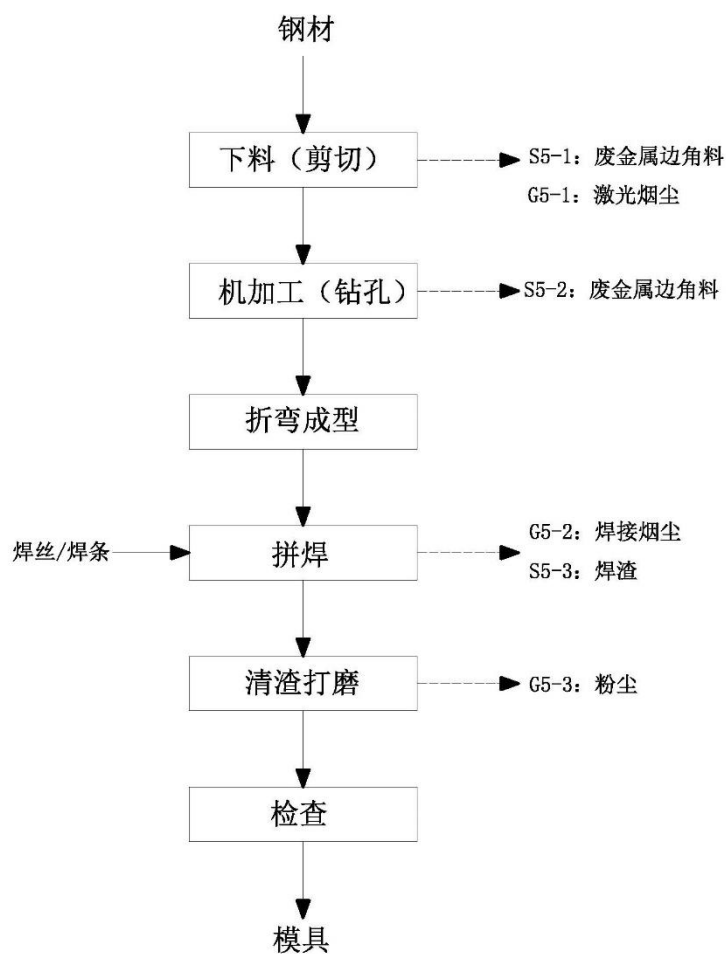 钢材
下料（剪切）
S5-1：废金属边角料
G5-1：激光烟尘
机加工（钻孔）
S5-2：废金属边角料
折弯成型
焊丝/焊条
拼焊
G5-2：焊接烟尘
S5-3：焊渣
清渣打磨
G5-3：粉尘
检查
模具